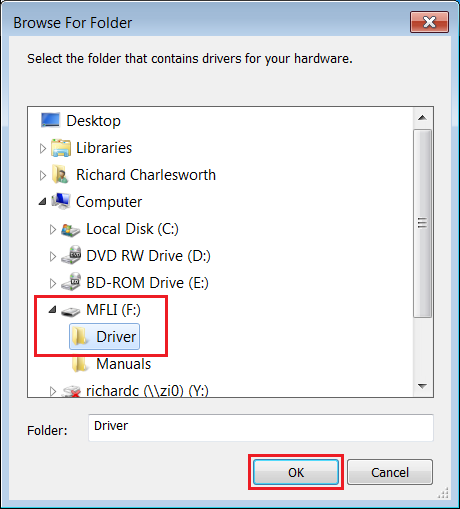 Browse For Folder
Select the folder that contains drivers for your hardware.
Desktop
Libraries
Richard Charlesworth
Computer
Local Disk (C:)
DVD RW Drive (D:)
BD-ROM Drive (E:)
MFLI (F:)
Driver
Manuals
richardc (\\zi0) (Y:)
Folder: Driver
OK Cancel